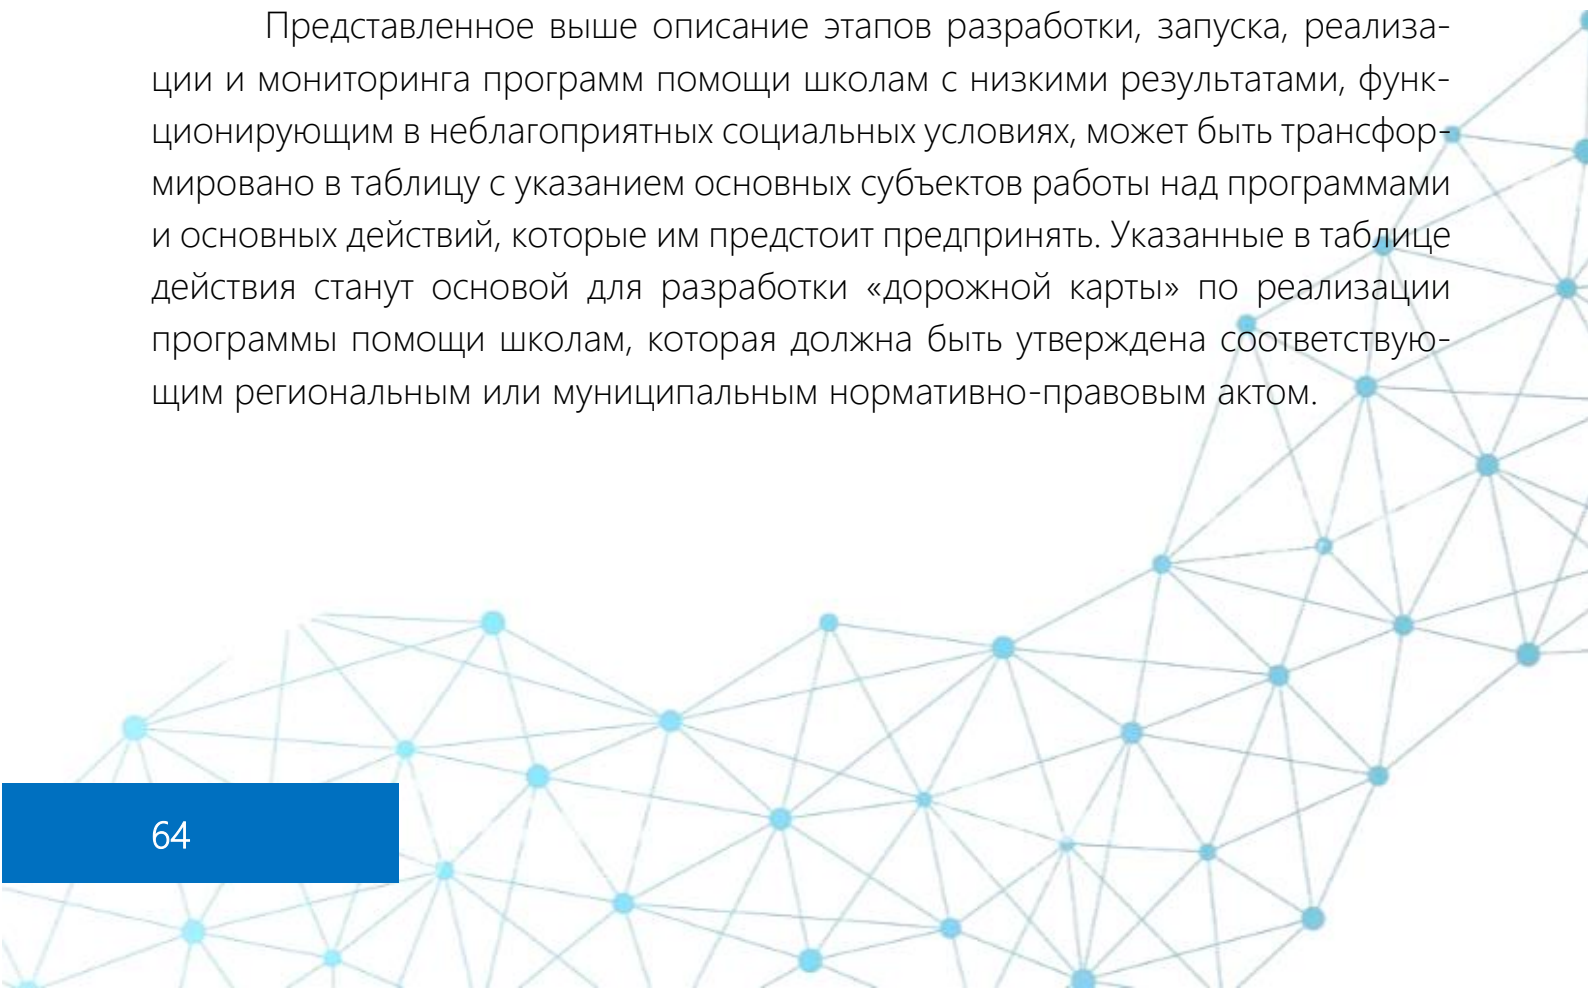 Представленное выше описание этапов разработки, запуска, реализа-
ции и мониторинга программ помощи школам с низкими результатами, функ-
ционирующим в неблагоприятных социальных условиях, может быть трансфор-
мировано в таблицу с указанием основных субъектов работы над программами
и основных действий, которые им предстоит предпринять. Указанные в таблице
действия станут основой для разработки «дорожной карты» по реализации
программы помощи школам, которая должна быть утверждена соответствую-
щим региональным или муниципальным нормативно-правовым актом.
64